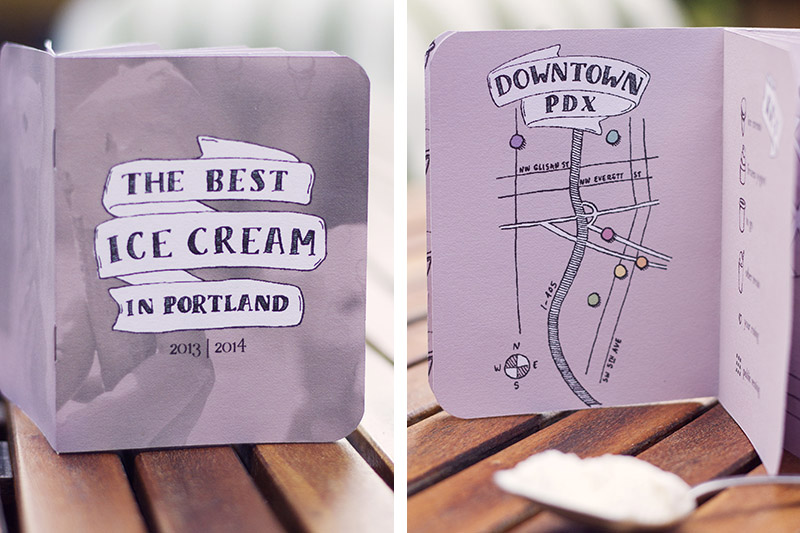 THE BEST
ICE CREAM
IN PORTLAND
2013 | 2014
DOWNTOWN
PDX
NW GLISAN ST
NW EVERETT ST
I-405
SW 5TH AVE
N
W E
S